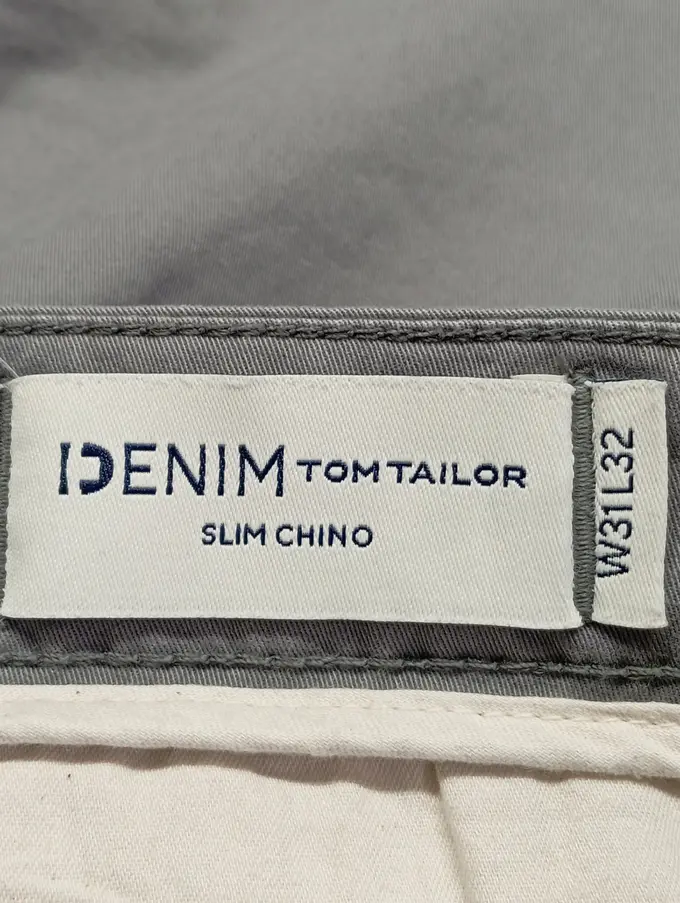 DENIM TOM TAILOR
SLIM CHINO
W31L32